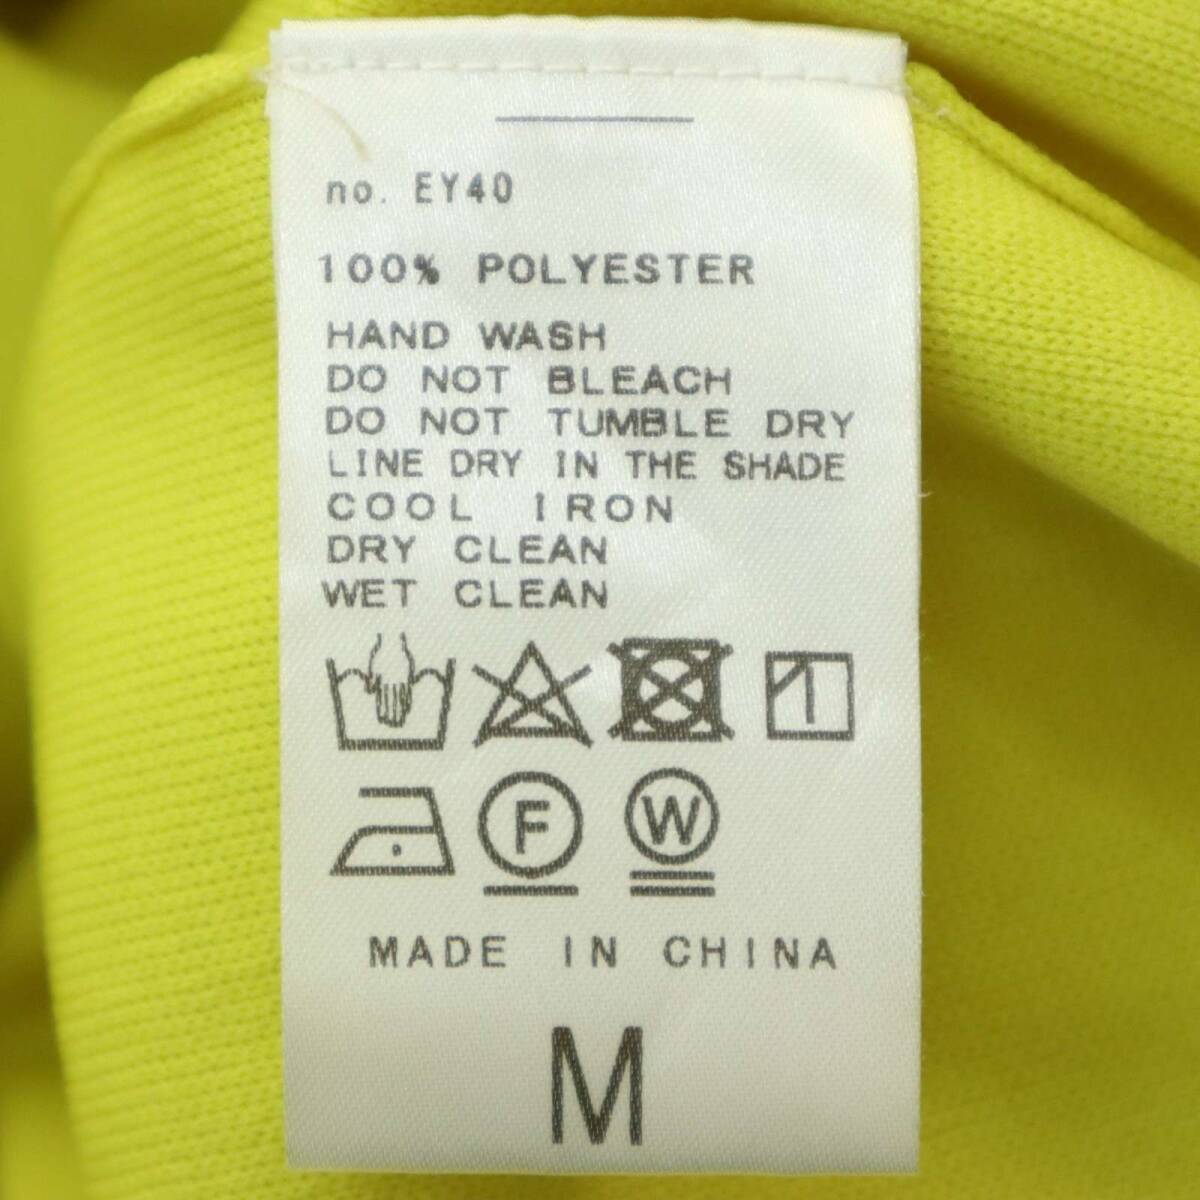 no. EY40
100% POLYESTER
HAND WASH
DO NOT BLEACH
DO NOT TUMBLE DRY
LINE DRY IN THE SHADE
COOL IRON
DRY CLEAN
WET CLEAN
F W
MADE IN CHINA
M